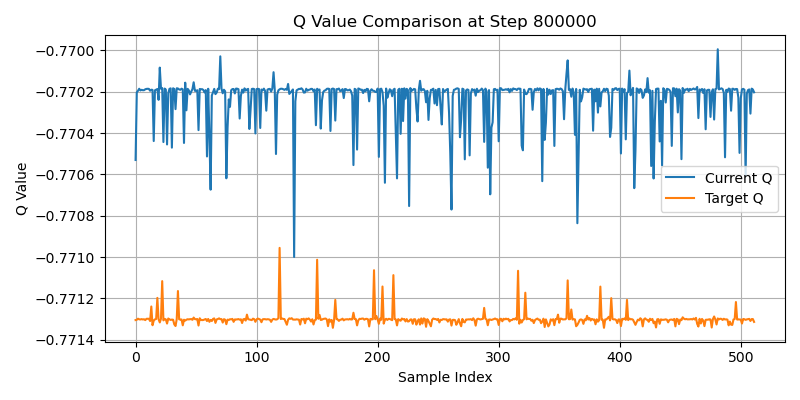 Q Value Comparison at Step 800000
Q Value
−0.7700
−0.7702
−0.7704
−0.7706
−0.7708
−0.7710
−0.7712
−0.7714
Current Q
Target Q
0 100 200 300 400 500
Sample Index